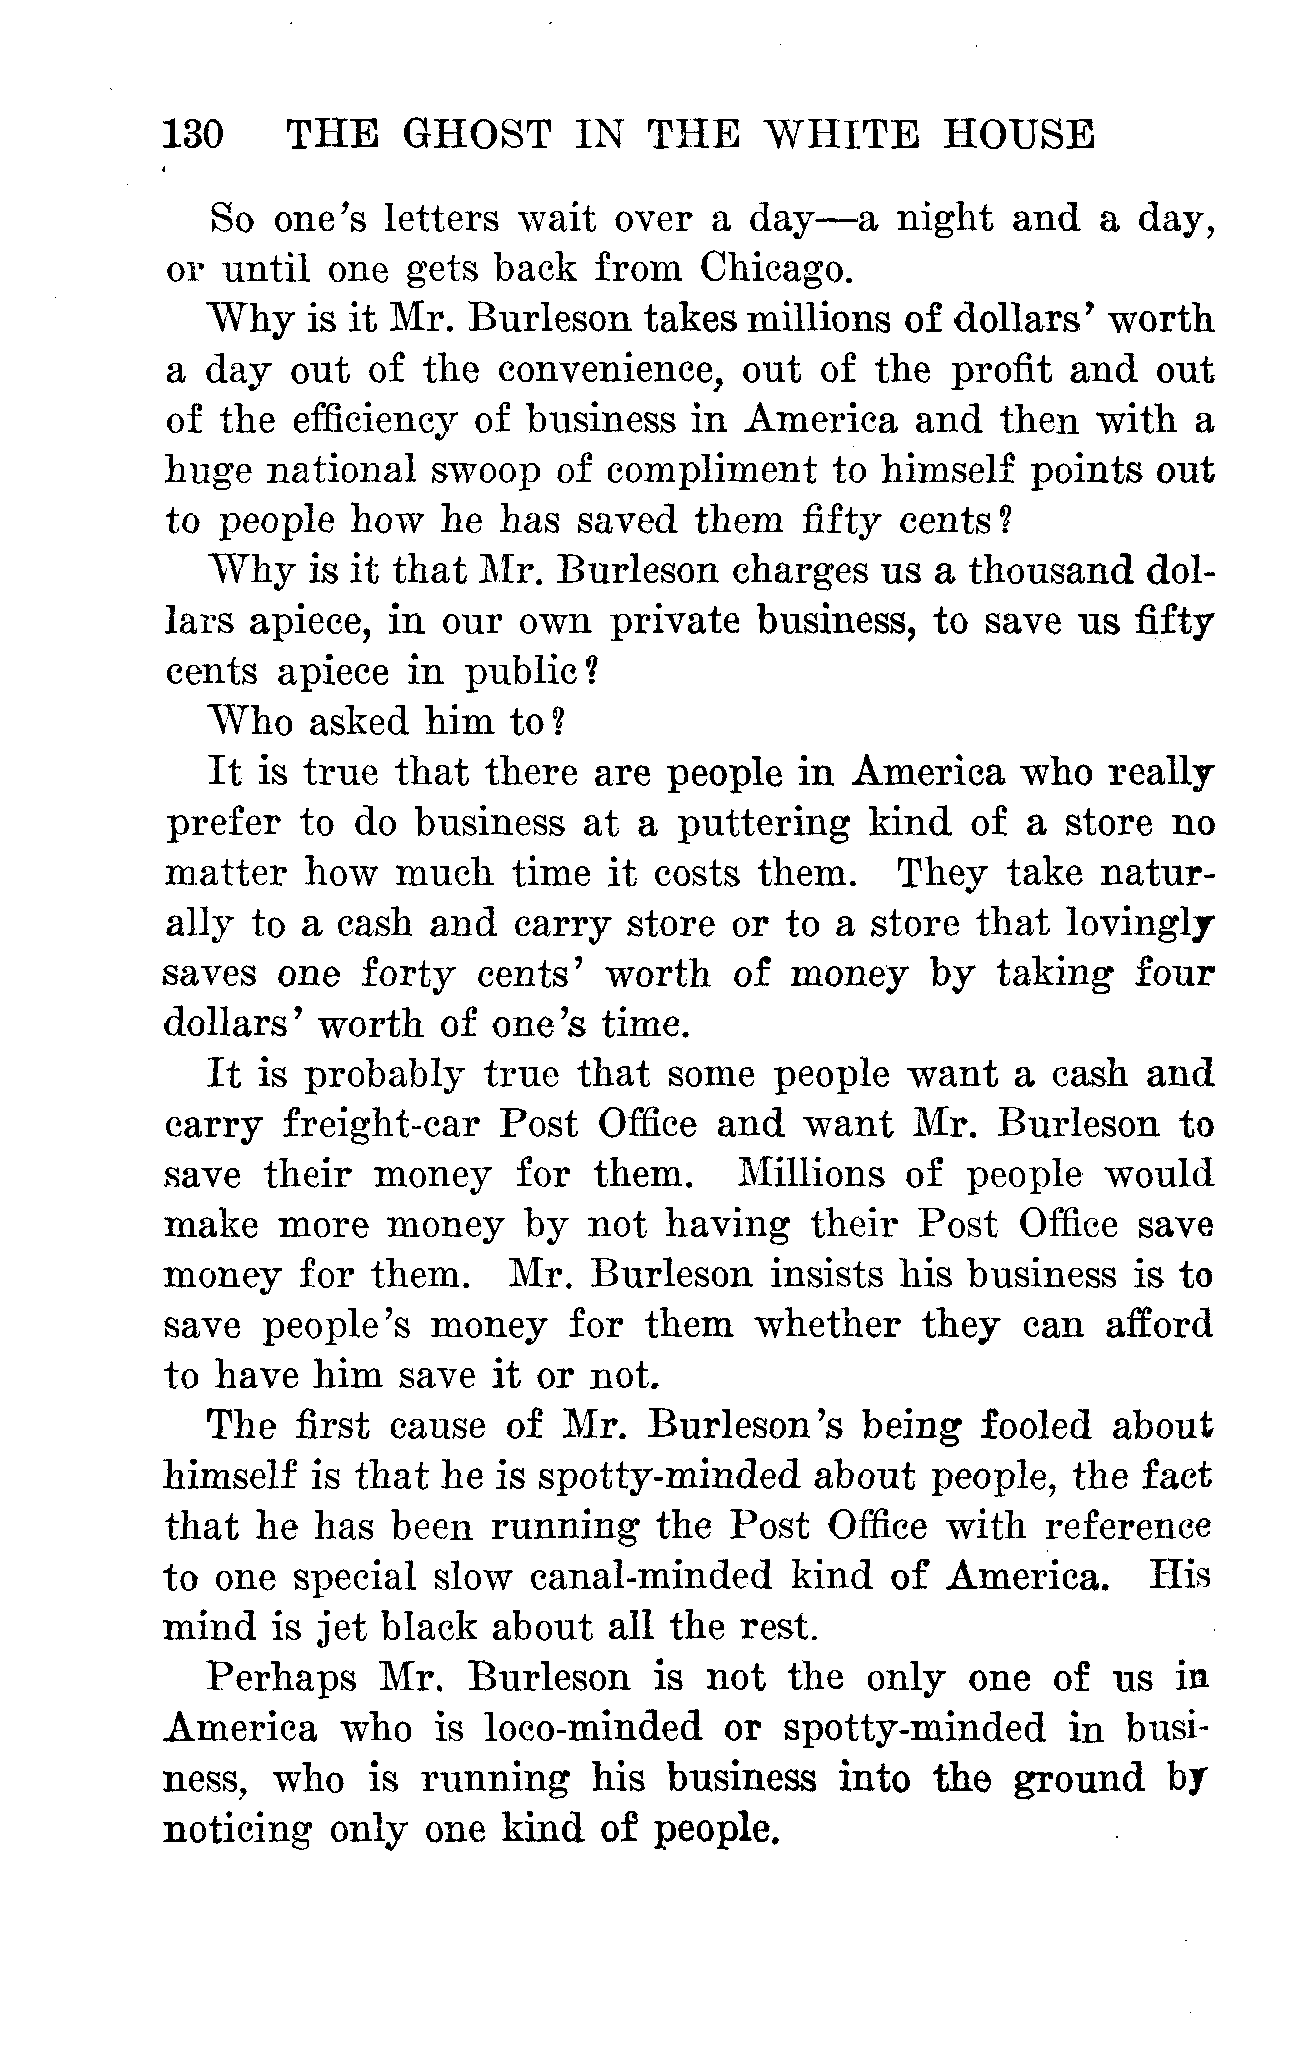 130 THE GHOST IN THE WHITE HOUSE
So one's letters wait over a day—a night and a day,
or until one gets back from Chicago.
Why is it Mr. Burleson takes millions of dollars' worth
a day out of the convenience, out of the profit and out
of the efficiency of business in America and then with a
huge national swoop of compliment to himself points out
to people how he has saved them fifty cents?
Why is it that Mr. Burleson charges us a thousand dol-
lars apiece, in our own private business, to save us fifty
cents apiece in public?
Who asked him to?
It is true that there are people in America who really
prefer to do business at a puttering kind of a store no
matter how much time it costs them. They take natur-
ally to a cash and carry store or to a store that lovingly
saves one forty cents' worth of money by taking four
dollars' worth of one's time.
It is probably true that some people want a cash and
carry freight-car Post Office and want Mr. Burleson to
save their money for them. Millions of people would
make more money by not having their Post Office save
money for them. Mr. Burleson insists his business is to
save people's money for them whether they can afford
to have him save it or not.
The first cause of Mr. Burleson's being fooled about
himself is that he is spotty-minded about people, the fact
that he has been running the Post Office with reference
to one special slow canal-minded kind of America. His
mind is jet black about all the rest.
Perhaps Mr. Burleson is not the only one of us in
America who is loco-minded or spotty-minded in busi-
ness, who is running his business into the ground by
noticing only one kind of people.